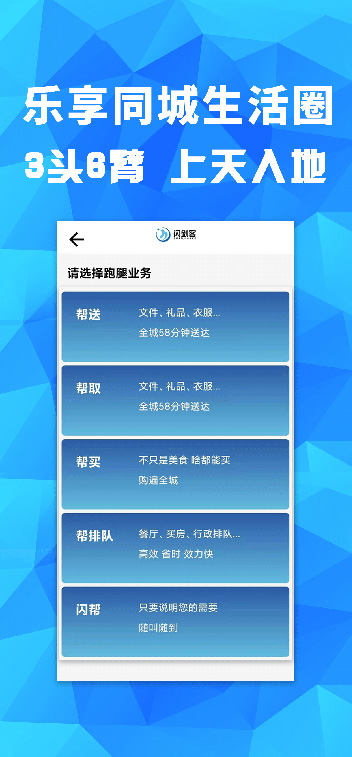 乐享同城生活圈
3头6臂 上天入地
闪剑客
请选择跑腿业务
帮送
文件、礼品、衣服...
全城58分钟送达
帮取
文件、礼品、衣服...
全城58分钟送达
帮买
不只是美食 啥都能买
购遍全城
帮排队
餐厅、买房、行政排队...
高效 省时 效力快
闪帮
只要说明您的需要
随叫随到